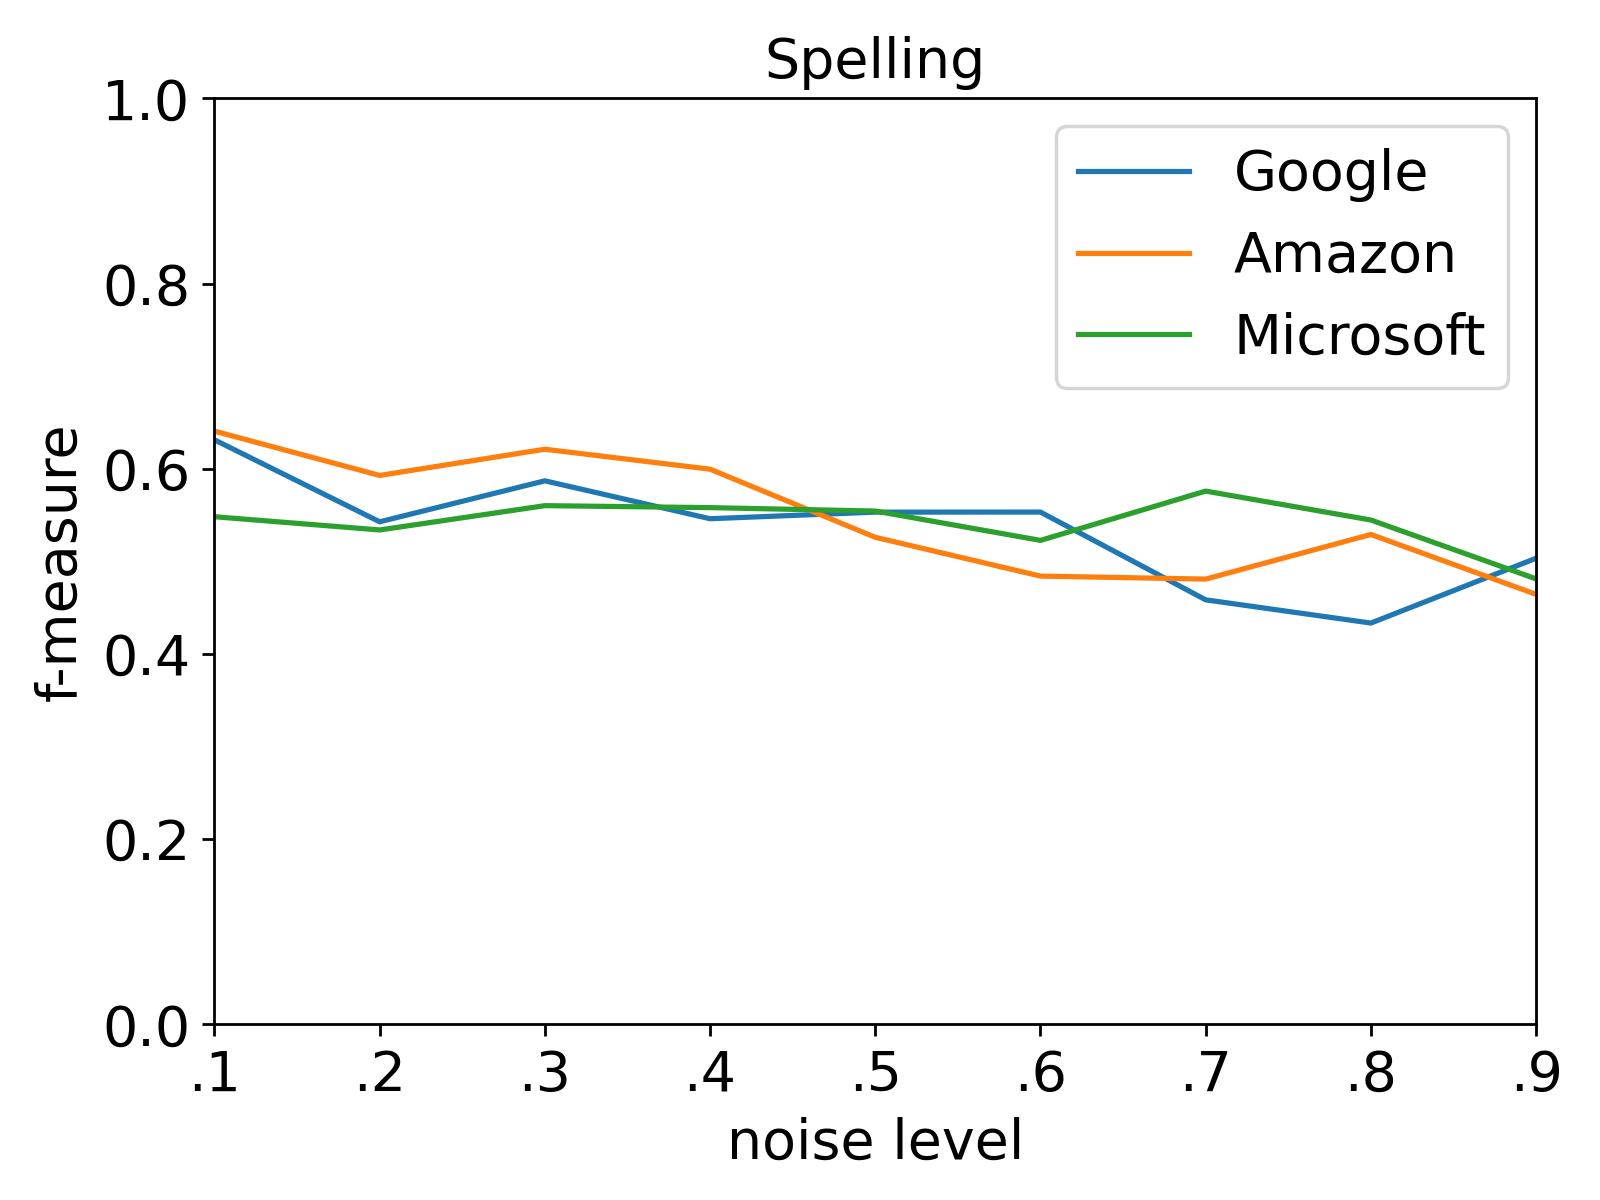 Spelling
1.0
0.8
0.6
0.4
0.2
0.0
f-measure
Google
Amazon
Microsoft
.1 .2 .3 .4 .5 .6 .7 .8 .9
noise level